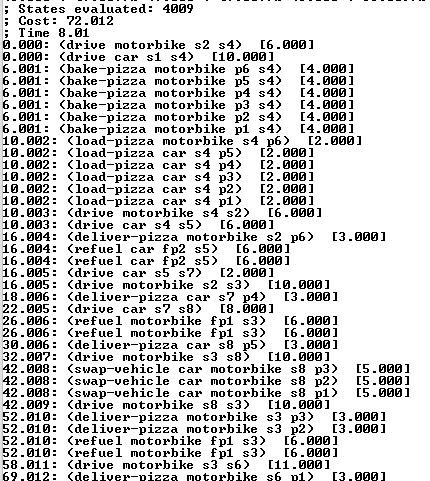 ; States evaluated: 4009
; Cost: 72.012
; Time 8.01
0.000: (drive motorbike s2 s4) [6.000]
0.000: (drive car s1 s4) [10.000]
6.001: (bake-pizza motorbike p6 s4) [4.000]
6.001: (bake-pizza motorbike p5 s4) [4.000]
6.001: (bake-pizza motorbike p4 s4) [4.000]
6.001: (bake-pizza motorbike p3 s4) [4.000]
6.001: (bake-pizza motorbike p2 s4) [4.000]
6.001: (bake-pizza motorbike p1 s4) [4.000]
10.002: (load-pizza motorbike s4 p6) [2.000]
10.002: (load-pizza car s4 p5) [2.000]
10.002: (load-pizza car s4 p4) [2.000]
10.002: (load-pizza car s4 p3) [2.000]
10.002: (load-pizza car s4 p2) [2.000]
10.002: (load-pizza car s4 p1) [2.000]
10.003: (drive motorbike s4 s2) [6.000]
10.003: (drive car s4 s5) [6.000]
16.004: (deliver-pizza motorbike s2 p6) [3.000]
16.004: (refuel car fp2 s5) [6.000]
16.004: (refuel car fp2 s5) [6.000]
16.005: (drive car s5 s7) [2.000]
16.005: (drive motorbike s2 s3) [10.000]
18.006: (deliver-pizza car s7 p4) [3.000]
22.005: (drive car s7 s8) [8.000]
26.006: (refuel motorbike fp1 s3) [6.000]
26.006: (refuel motorbike fp1 s3) [6.000]
30.006: (deliver-pizza car s8 p5) [3.000]
32.007: (drive motorbike s3 s8) [10.000]
42.008: (swap-vehicle car motorbike s8 p3) [5.000]
42.008: (swap-vehicle car motorbike s8 p2) [5.000]
42.008: (swap-vehicle car motorbike s8 p1) [5.000]
42.009: (drive motorbike s8 s3) [10.000]
52.010: (deliver-pizza motorbike s3 p3) [3.000]
52.010: (deliver-pizza motorbike s3 p2) [3.000]
52.010: (refuel motorbike fp1 s3) [6.000]
52.010: (refuel motorbike fp1 s3) [6.000]
58.011: (drive motorbike s3 s6) [11.000]
69.012: (deliver-pizza motorbike s6 p1) [3.000]